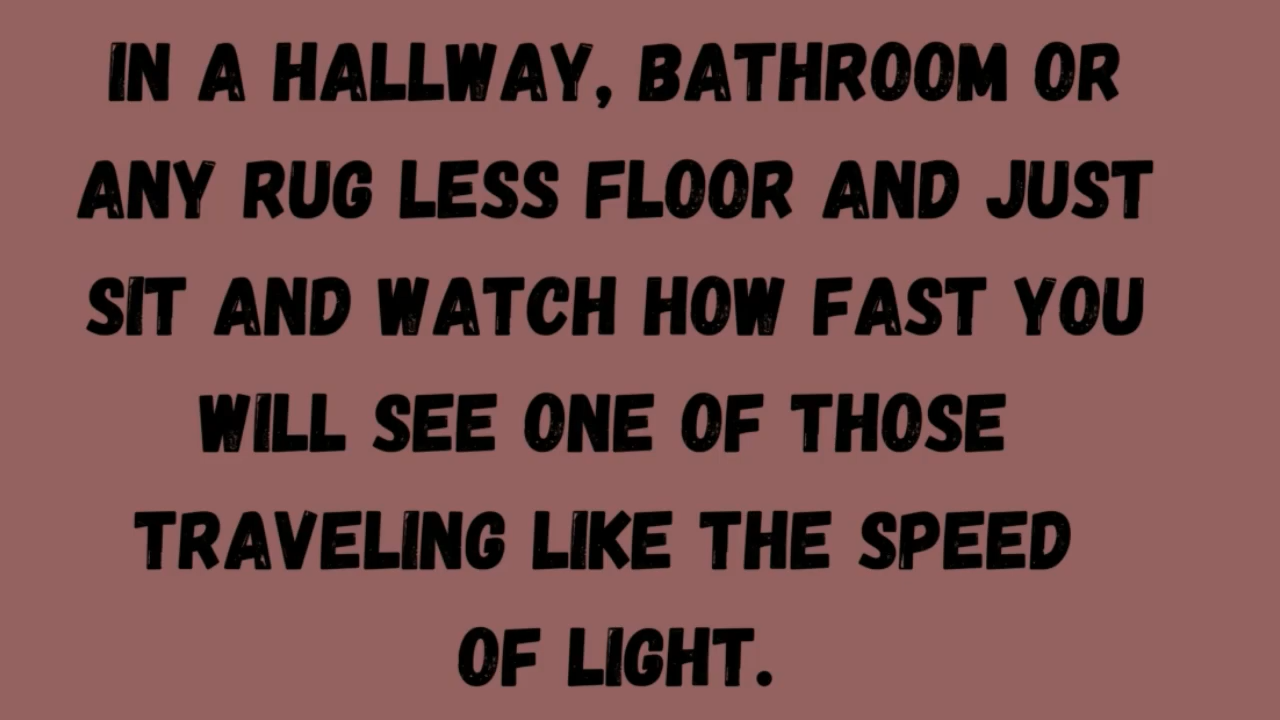 IN A HALLWAY, BATHROOM OR
ANY RUG LESS FLOOR AND JUST
SIT AND WATCH HOW FAST YOU
WILL SEE ONE OF THOSE
TRAVELING LIKE THE SPEED
OF LIGHT.